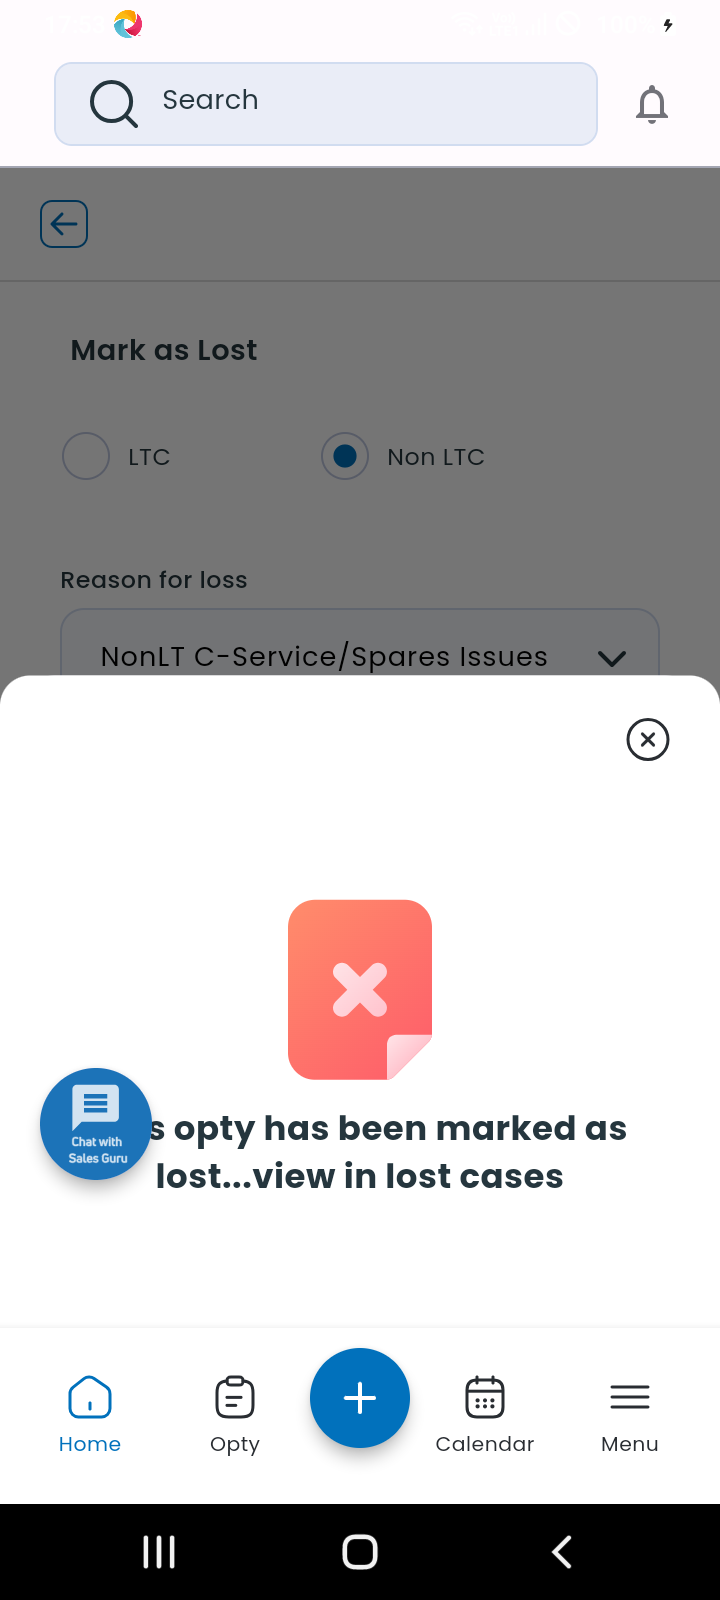 Search
Mark as Lost
LTC
Non LTC
Reason for loss
NonLT C-Service/Spares Issues
s opty has been marked as
lost...view in lost cases
Chat with
Sales Guru
Home
Opty
Calendar
Menu